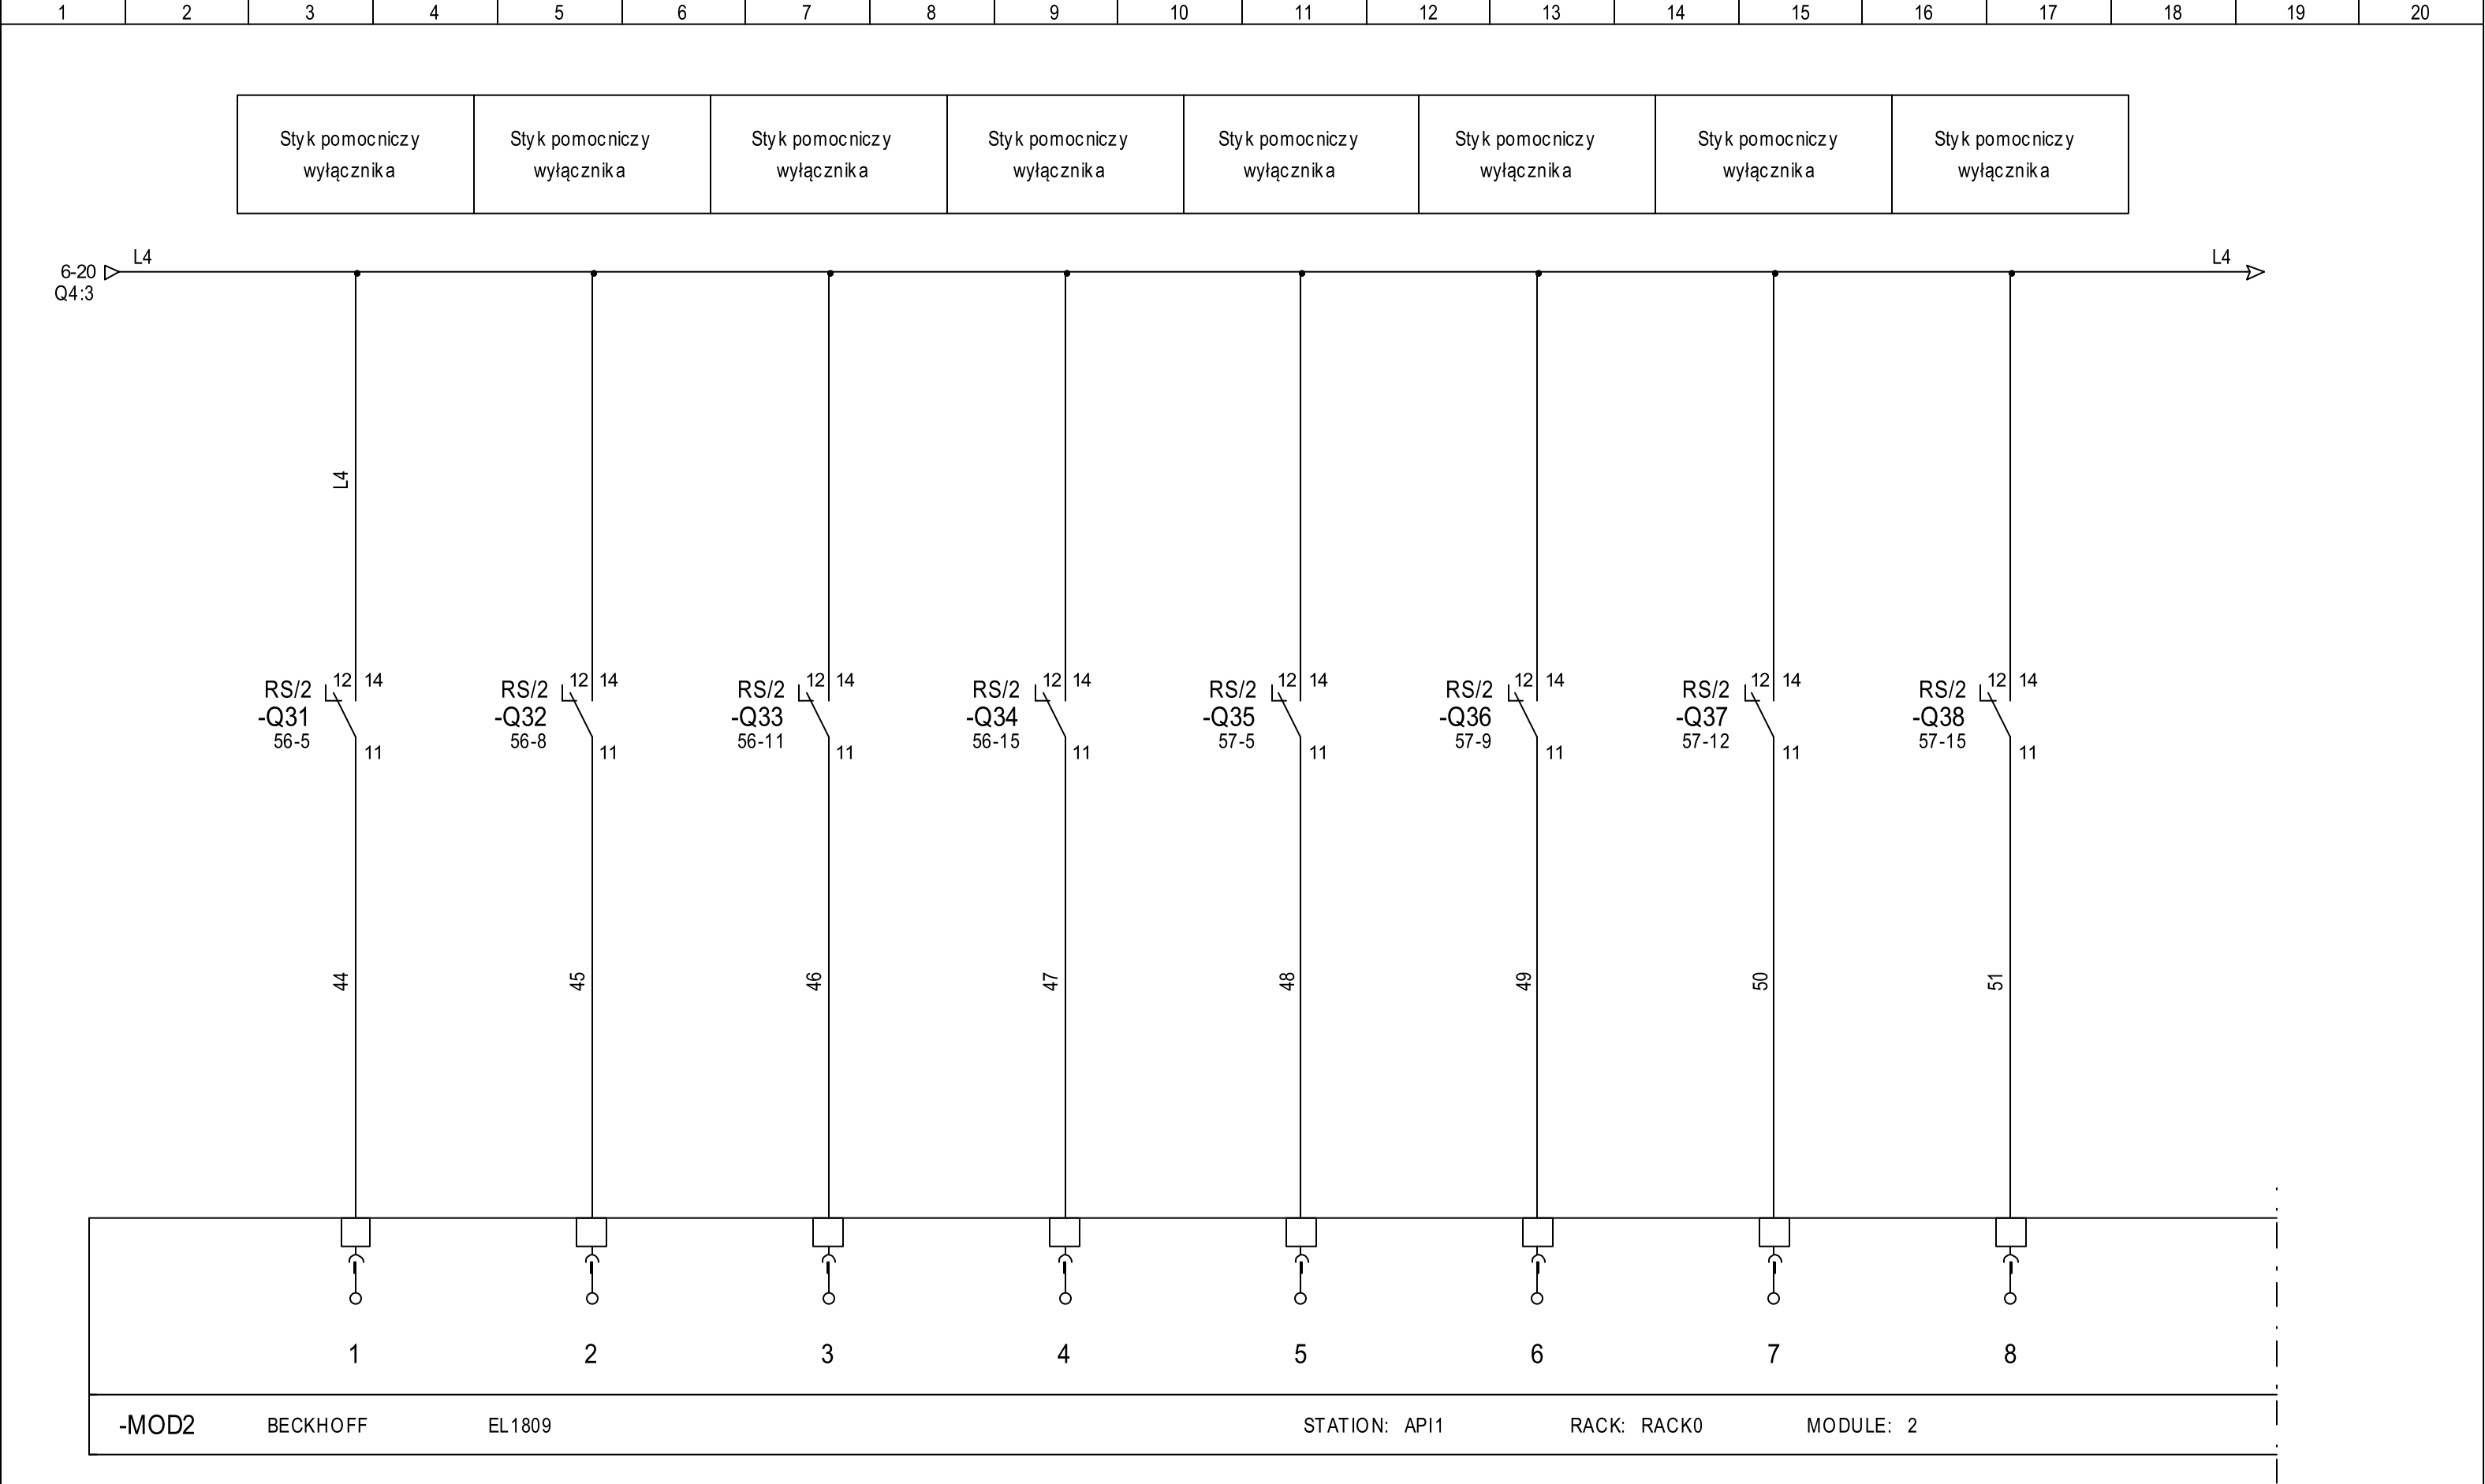 1 2 3 4 5 6 7 8 9 10 11 12 13 14 15 16 17 18 19 20
Styk pomocniczy Styk pomocniczy Styk pomocniczy Styk pomocniczy Styk pomocniczy Styk pomocniczy Styk pomocniczy Styk pomocniczy
wyłącznika wyłącznika wyłącznika wyłącznika wyłącznika wyłącznika wyłącznika wyłącznika
L4 L4
6-20
Q4:3
L4
12 14 12 14 12 14 12 14 12 14 12 14 12 14 12 14
RS/2 RS/2 RS/2 RS/2 RS/2 RS/2 RS/2 RS/2
-Q31 -Q32 -Q33 -Q34 -Q35 -Q36 -Q37 -Q38
56-5 56-8 56-11 56-15 57-5 57-9 57-12 57-15
11 11 11 11 11 11 11 11
44 45 46 47 48 49 50 51
1 2 3 4 5 6 7 8
-MOD2 BECKHOFF EL1809 STATION: API1 RACK: RACK0 MODULE: 2